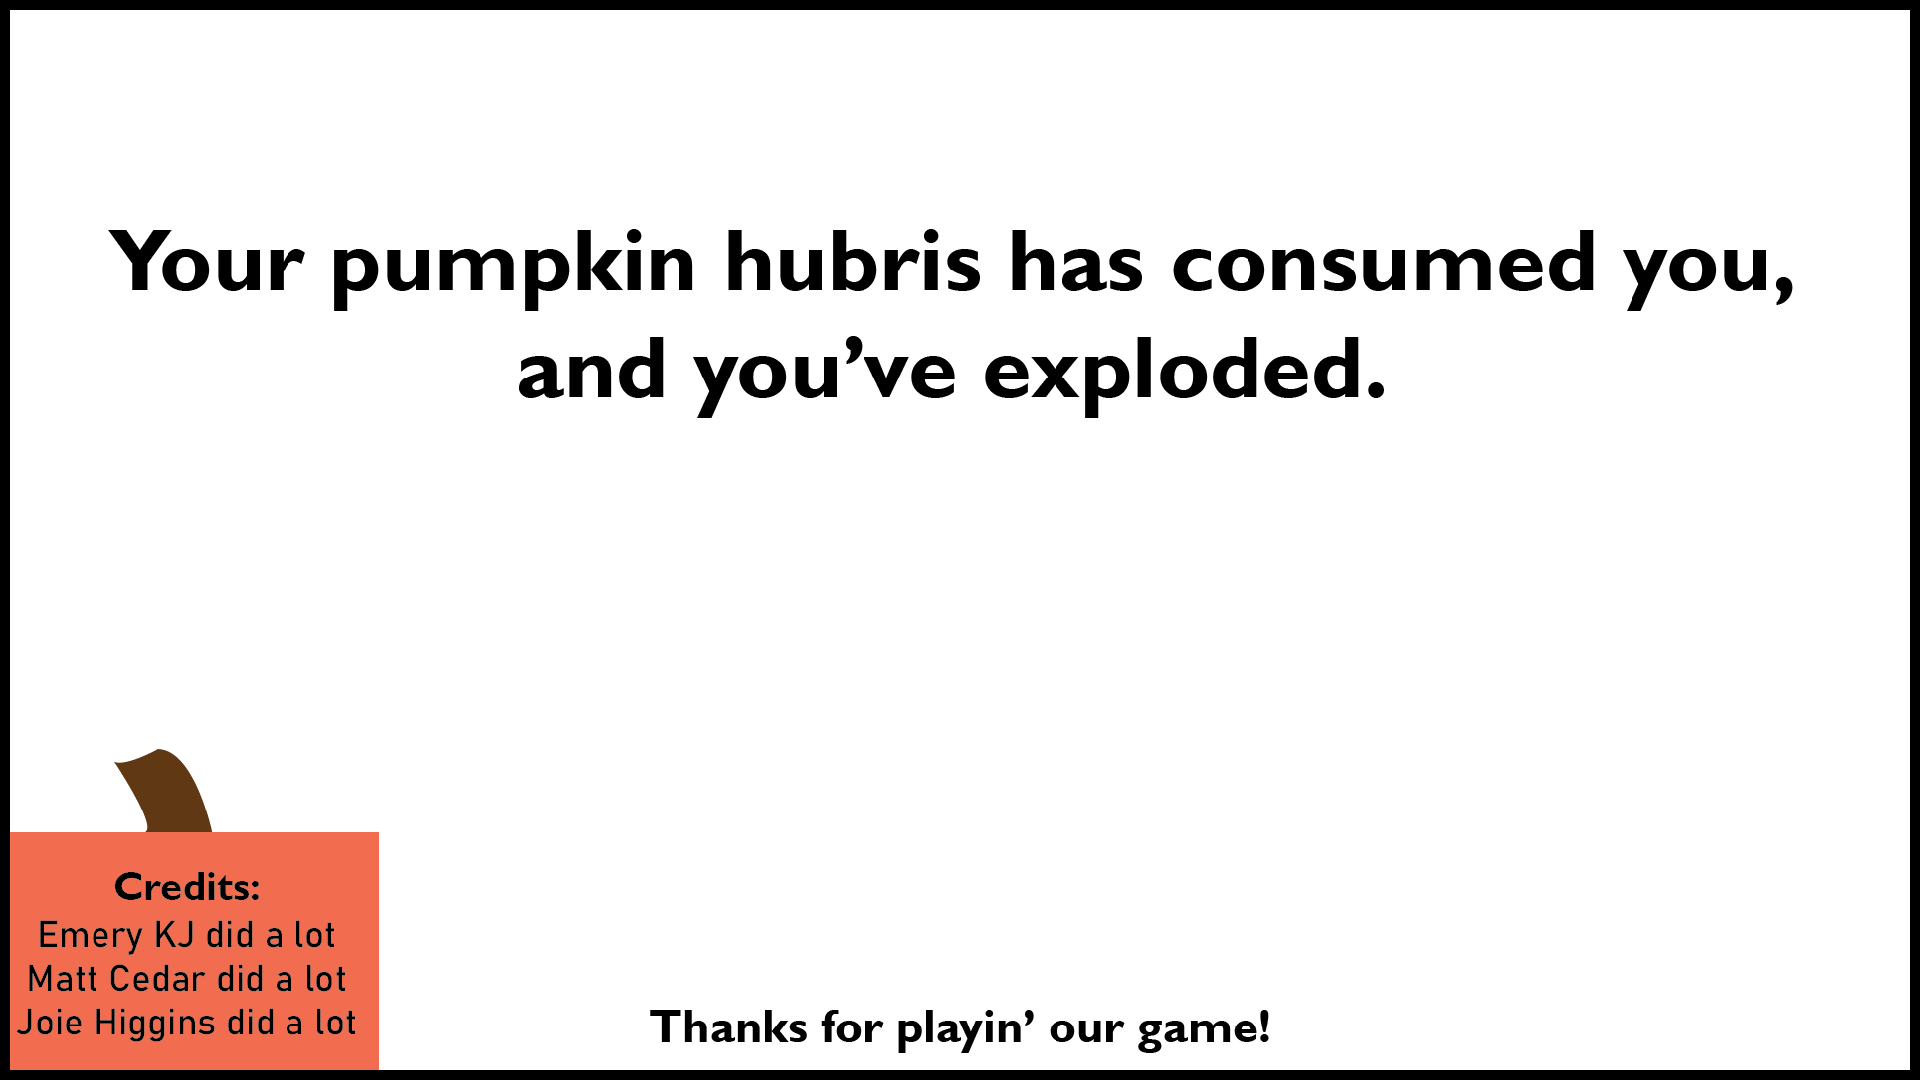 Your pumpkin hubris has consumed you,
and you’ve exploded.
Credits:
Emery KJ did a lot
Matt Cedar did a lot
Joie Higgins did a lot
Thanks for playin’ our game!